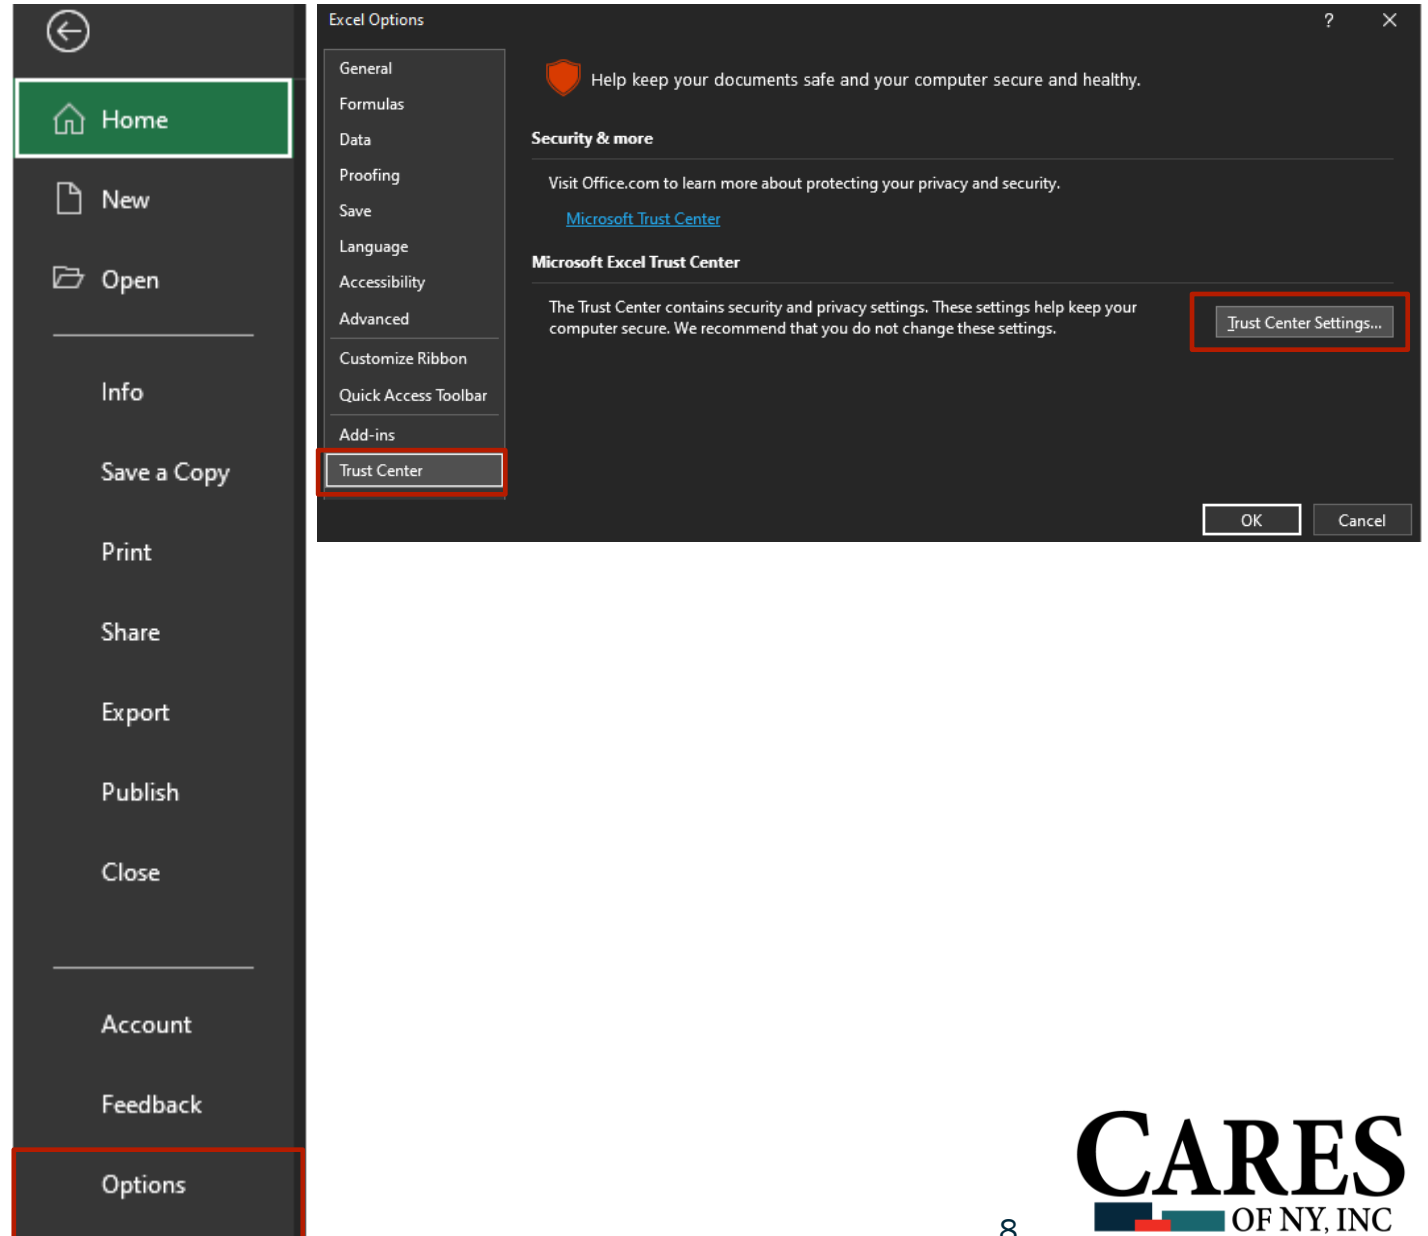 Home
New
Open
Info
Save a Copy
Print
Share
Export
Publish
Close
Account
Feedback
Options
Excel Options
?
General
Formulas
Data
Proofing
Save
Language
Accessibility
Advanced
Customize Ribbon
Quick Access Toolbar
Add-ins
Trust Center
Help keep your documents safe and your computer secure and healthy.
Security & more
Visit Office.com to learn more about protecting your privacy and security.
Microsoft Trust Center
Microsoft Excel Trust Center
The Trust Center contains security and privacy settings. These settings help keep your
computer secure. We recommend that you do not change these settings.
Trust Center Settings...
OK
Cancel
8
CARES
OF NY, INC